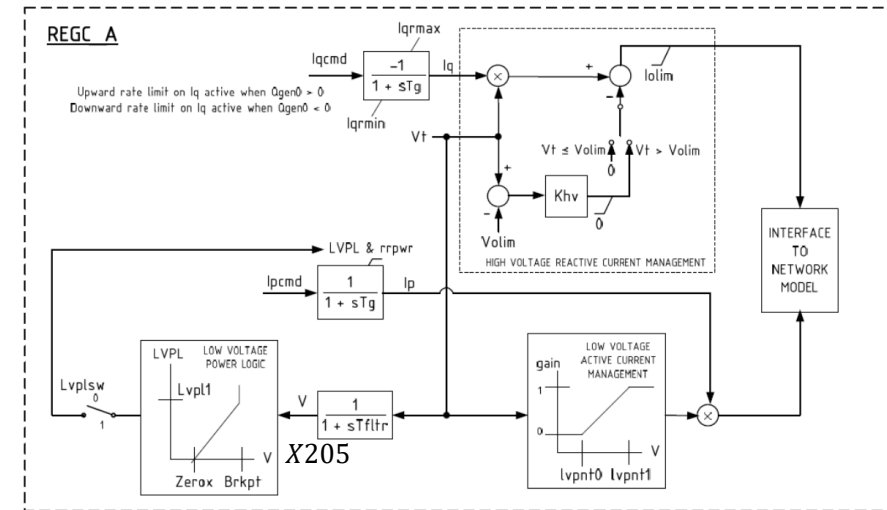 REGC_A
Iqrmax
Iqcmd
-1
1 + sTg
Iq
Upward rate limit on Iq active when Qgen0 > 0
Downward rate limit on Iq active when Qgen0 < 0
Iqrmin
×
+
-
Iolim
Vt
Vt ≤ Volim
Vt > Volim
0
+
-
Khv
0
Volim
HIGH VOLTAGE REACTIVE CURRENT MANAGEMENT
INTERFACE
TO
NETWORK
MODEL
LVPL & rrpwr
Ipcmd
1
1 + sTg
Ip
LVPL
LOW VOLTAGE
POWER LOGIC
Lvpl1
Lvplsw
0
1
V
Zerox Brkpt
V
1
1 + sTfltr
X205
LOW VOLTAGE
ACTIVE CURRENT
MANAGEMENT
gain
1
0
V
lvpnt0 lvpnt1
×